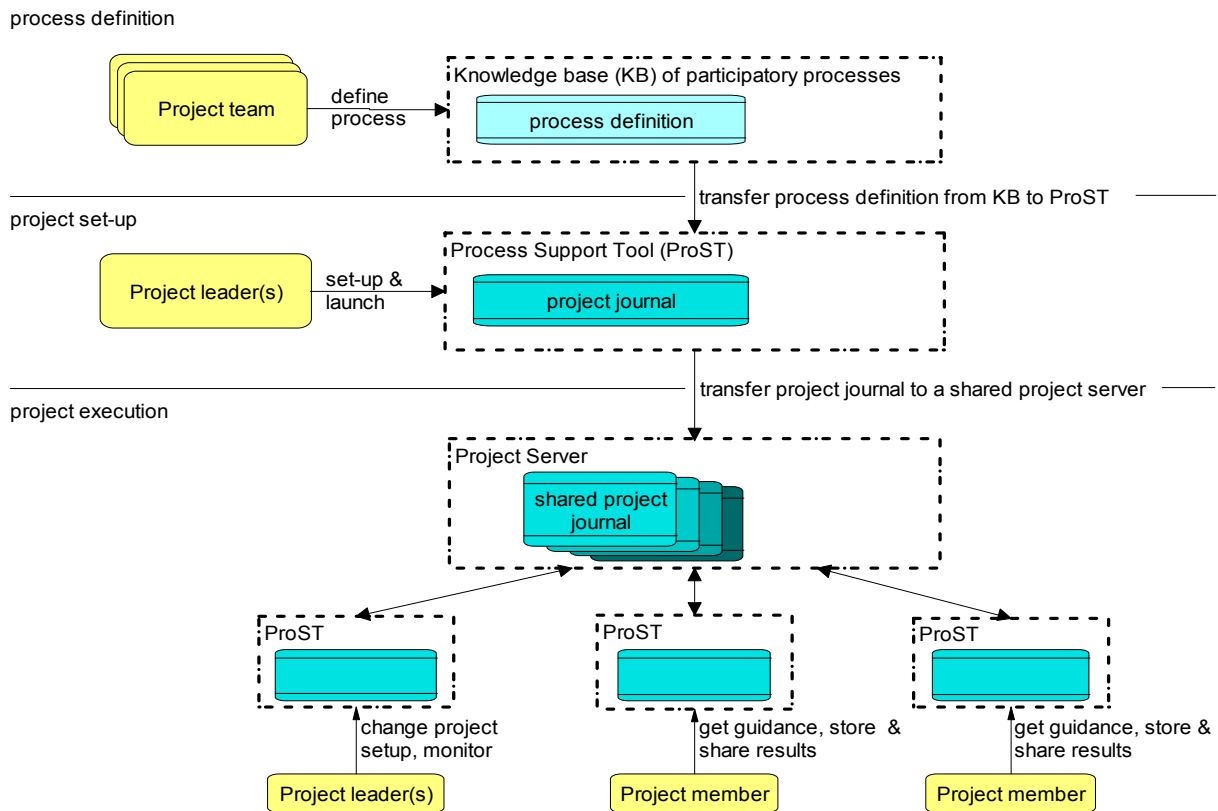 process definition
Knowledge base (KB) of participatory processes
Project team
define
process
process definition
transfer process definition from KB to ProST
project set-up
Process Support Tool (ProST)
Project leader(s)
set-up &
launch
project journal
transfer project journal to a shared project server
project execution
Project Server
shared project
journal
ProST
ProST
ProST
change project
setup, monitor
get guidance, store &
share results
get guidance, store &
share results
Project leader(s)
Project member
Project member